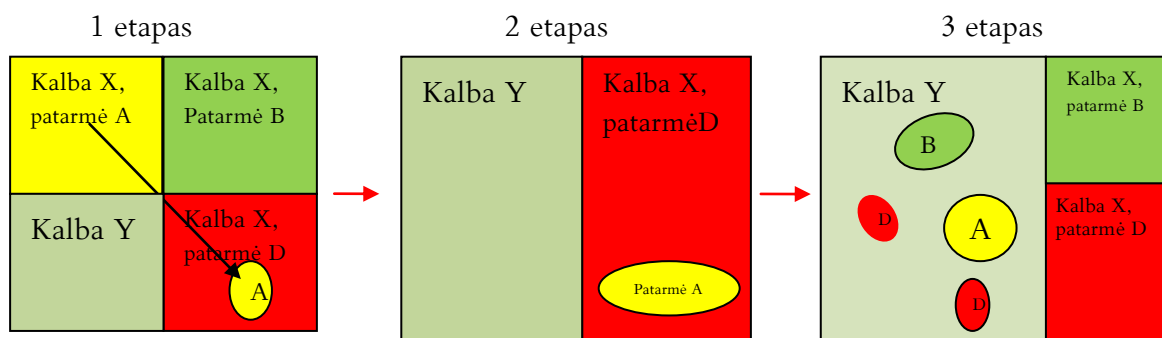 1 etapas
2 etapas
3 etapas
Kalba X,
patarmė A
Kalba X,
Patarmė B
Kalba Y
Kalba X,
patarmė D
A
Kalba Y
Kalba X,
patarmėD
Patarmė A
Kalba Y
B
D
A
D
Kalba X,
patarmė B
Kalba X,
patarmė D